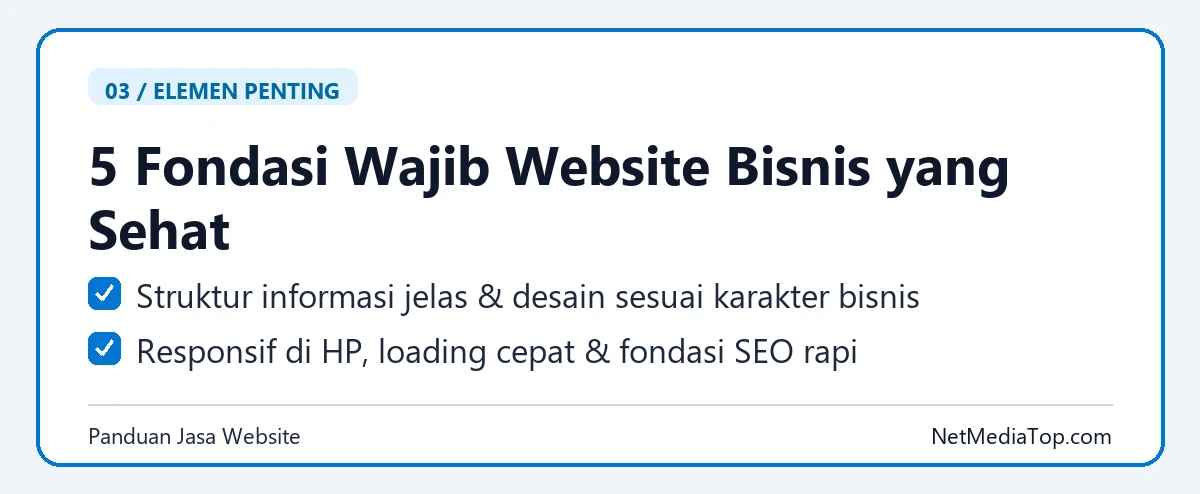 03 / ELEMEN PENTING
5 Fondasi Wajib Website Bisnis yang
Sehat
Struktur informasi jelas & desain sesuai karakter bisnis
Responsif di HP, loading cepat & fondasi SEO rapi
Panduan Jasa Website
NetMediaTop.com